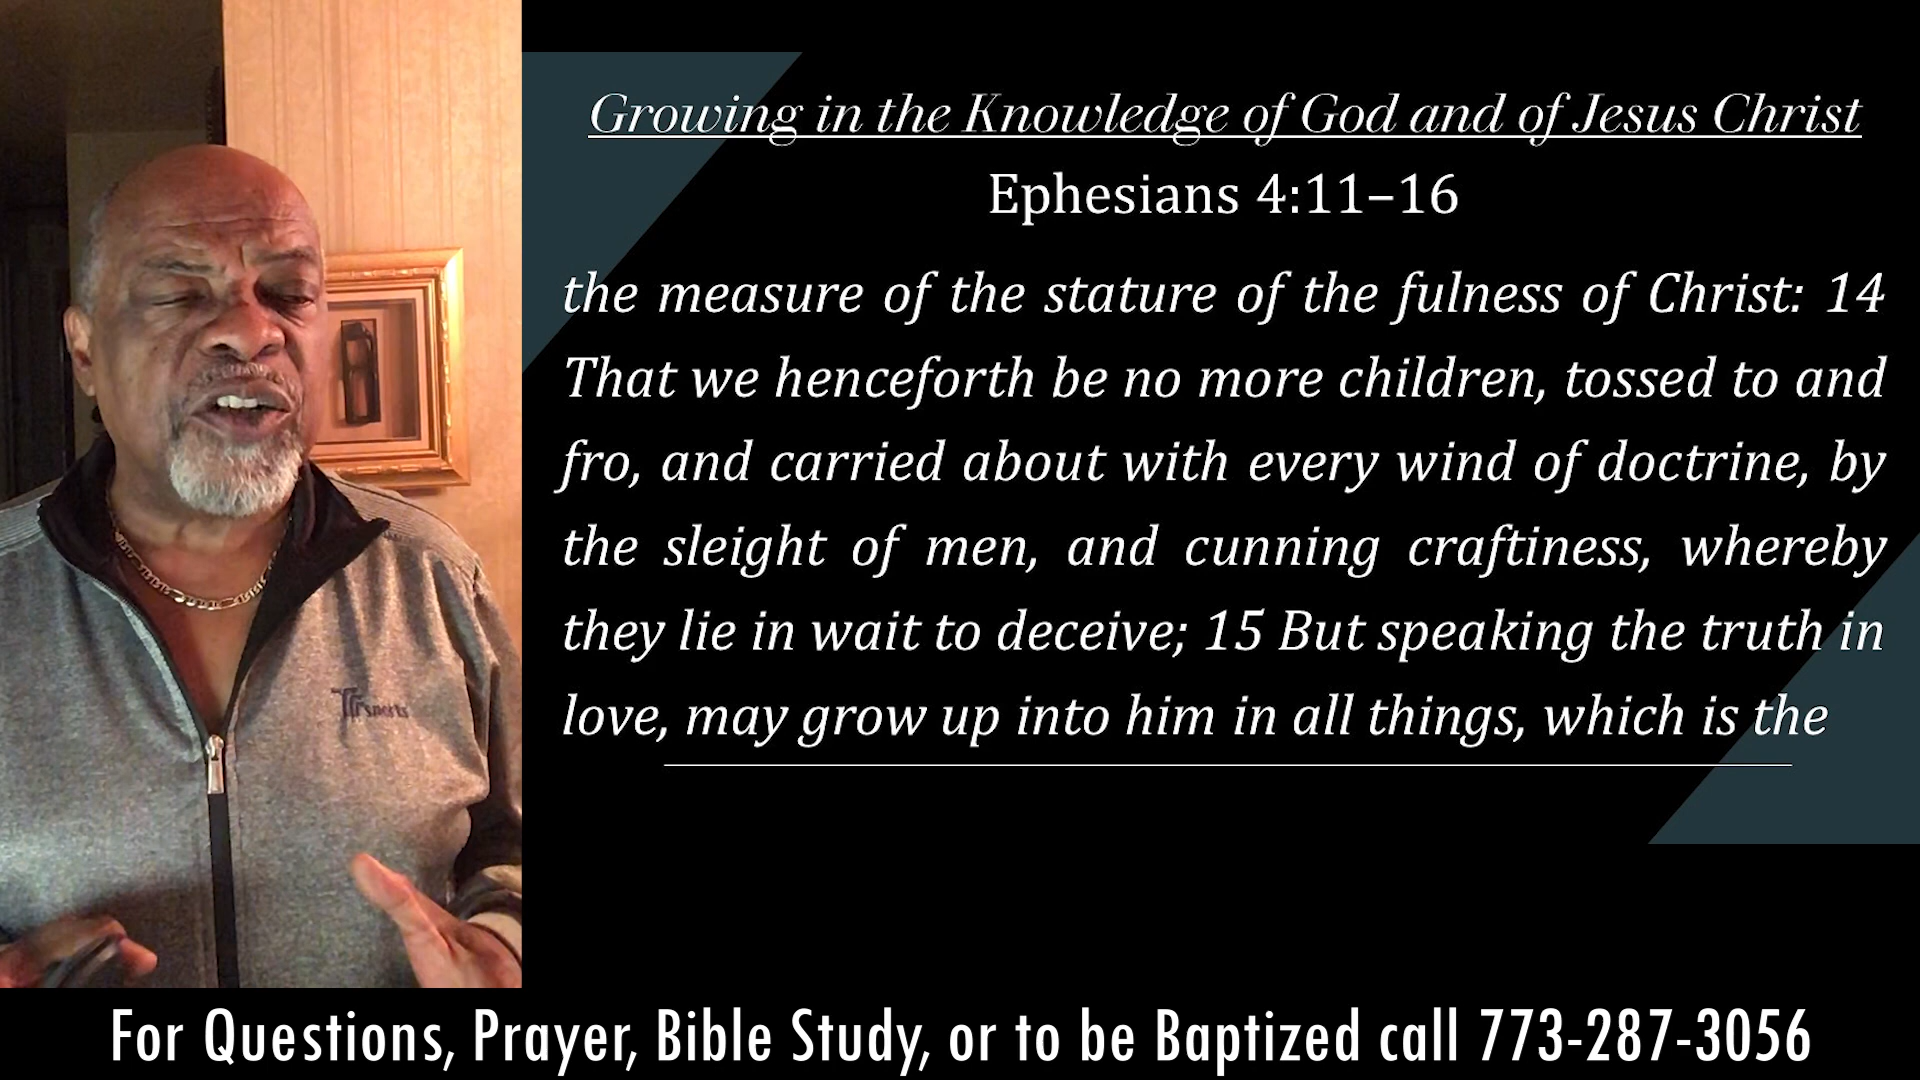 Growing in the Knowledge of God and of Jesus Christ
Ephesians 4:11–16
the measure of the stature of the fulness of Christ: 14
That we henceforth be no more children, tossed to and
fro, and carried about with every wind of doctrine, by
the sleight of men, and cunning craftiness, whereby
they lie in wait to deceive; 15 But speaking the truth in
love, may grow up into him in all things, which is the
For Questions, Prayer, Bible Study, or to be Baptized call 773-287-3056